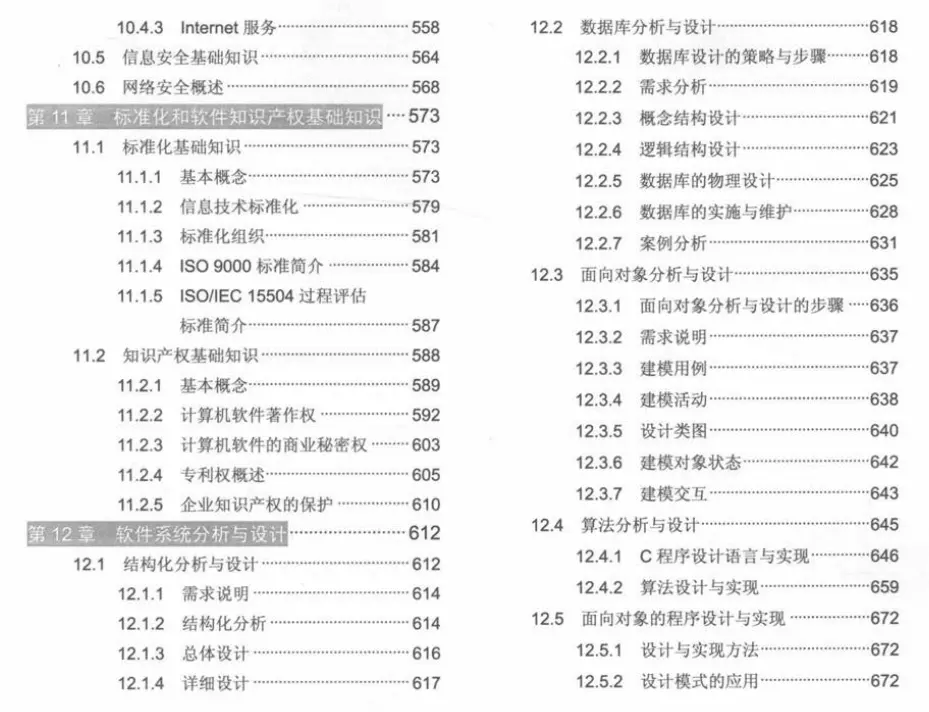 10.4.3 Internet 服务 558
10.5 信息安全基础知识 564
10.6 网络安全概述 568
第 11 章 标准化和软件知识产权基础知识 573
11.1 标准化基础知识 573
11.1.1 基本概念 573
11.1.2 信息技术标准化 579
11.1.3 标准化组织 581
11.1.4 ISO 9000 标准简介 584
11.1.5 ISO/IEC 15504 过程评估
标准简介 587
11.2 知识产权基础知识 588
11.2.1 基本概念 589
11.2.2 计算机软件著作权 592
11.2.3 计算机软件的商业秘密权 603
11.2.4 专利权概述 605
11.2.5 企业知识产权的保护 610
第 12 章 软件系统分析与设计 612
12.1 结构化分析与设计 612
12.1.1 需求说明 614
12.1.2 结构化分析 614
12.1.3 总体设计 616
12.1.4 详细设计 617
12.2 数据库分析与设计 618
12.2.1 数据库设计的策略与步骤 618
12.2.2 需求分析 619
12.2.3 概念结构设计 621
12.2.4 逻辑结构设计 623
12.2.5 数据库的物理设计 625
12.2.6 数据库的实施与维护 628
12.2.7 案例分析 631
12.3 面向对象分析与设计 635
12.3.1 面向对象分析与设计的步骤 636
12.3.2 需求说明 637
12.3.3 建模用例 637
12.3.4 建模活动 638
12.3.5 设计类图 640
12.3.6 建模对象状态 642
12.3.7 建模交互 643
12.4 算法分析与设计 645
12.4.1 C 程序设计语言与实现 646
12.4.2 算法设计与实现 659
12.5 面向对象的程序设计与实现 672
12.5.1 设计与实现方法 672
12.5.2 设计模式的应用 672